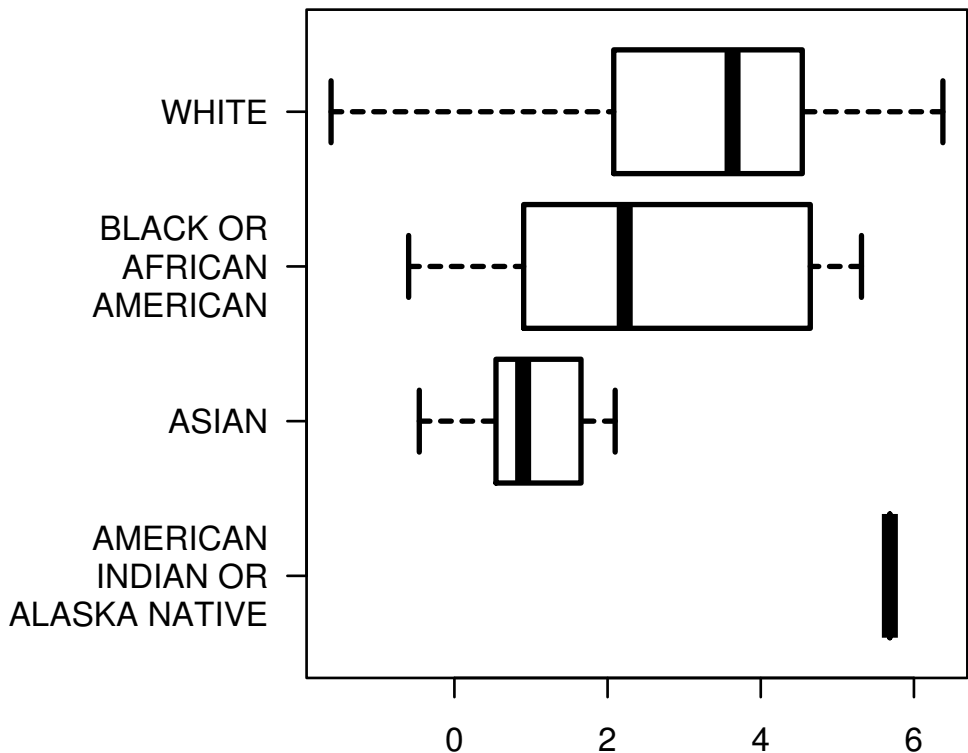 WHITE
BLACK OR
AFRICAN
AMERICAN
ASIAN
AMERICAN
INDIAN OR
ALASKA NATIVE
0 2 4 6